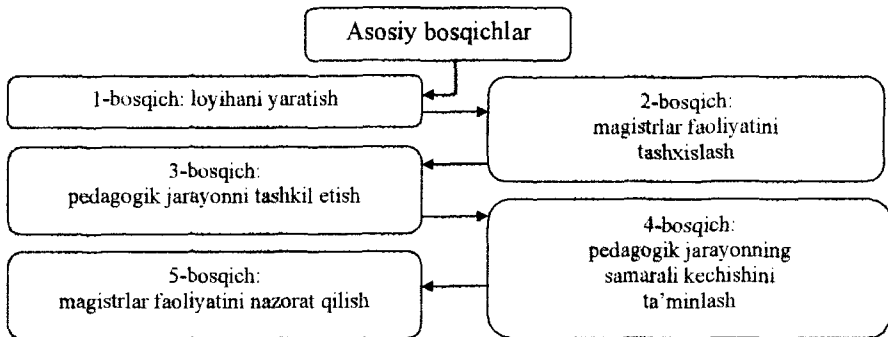 Asosiy bosqichlar
1-bosqich: loyihani yaratish
2-bosqich:
magistrlar faoliyatini
tashxislash
3-bosqich:
pedagogik jarayonni tashkil etish
4-bosqich:
pedagogik jarayonning
samarali kechishini
ta'minlash
5-bosqich:
magistrlar faoliyatini nazorat qilish